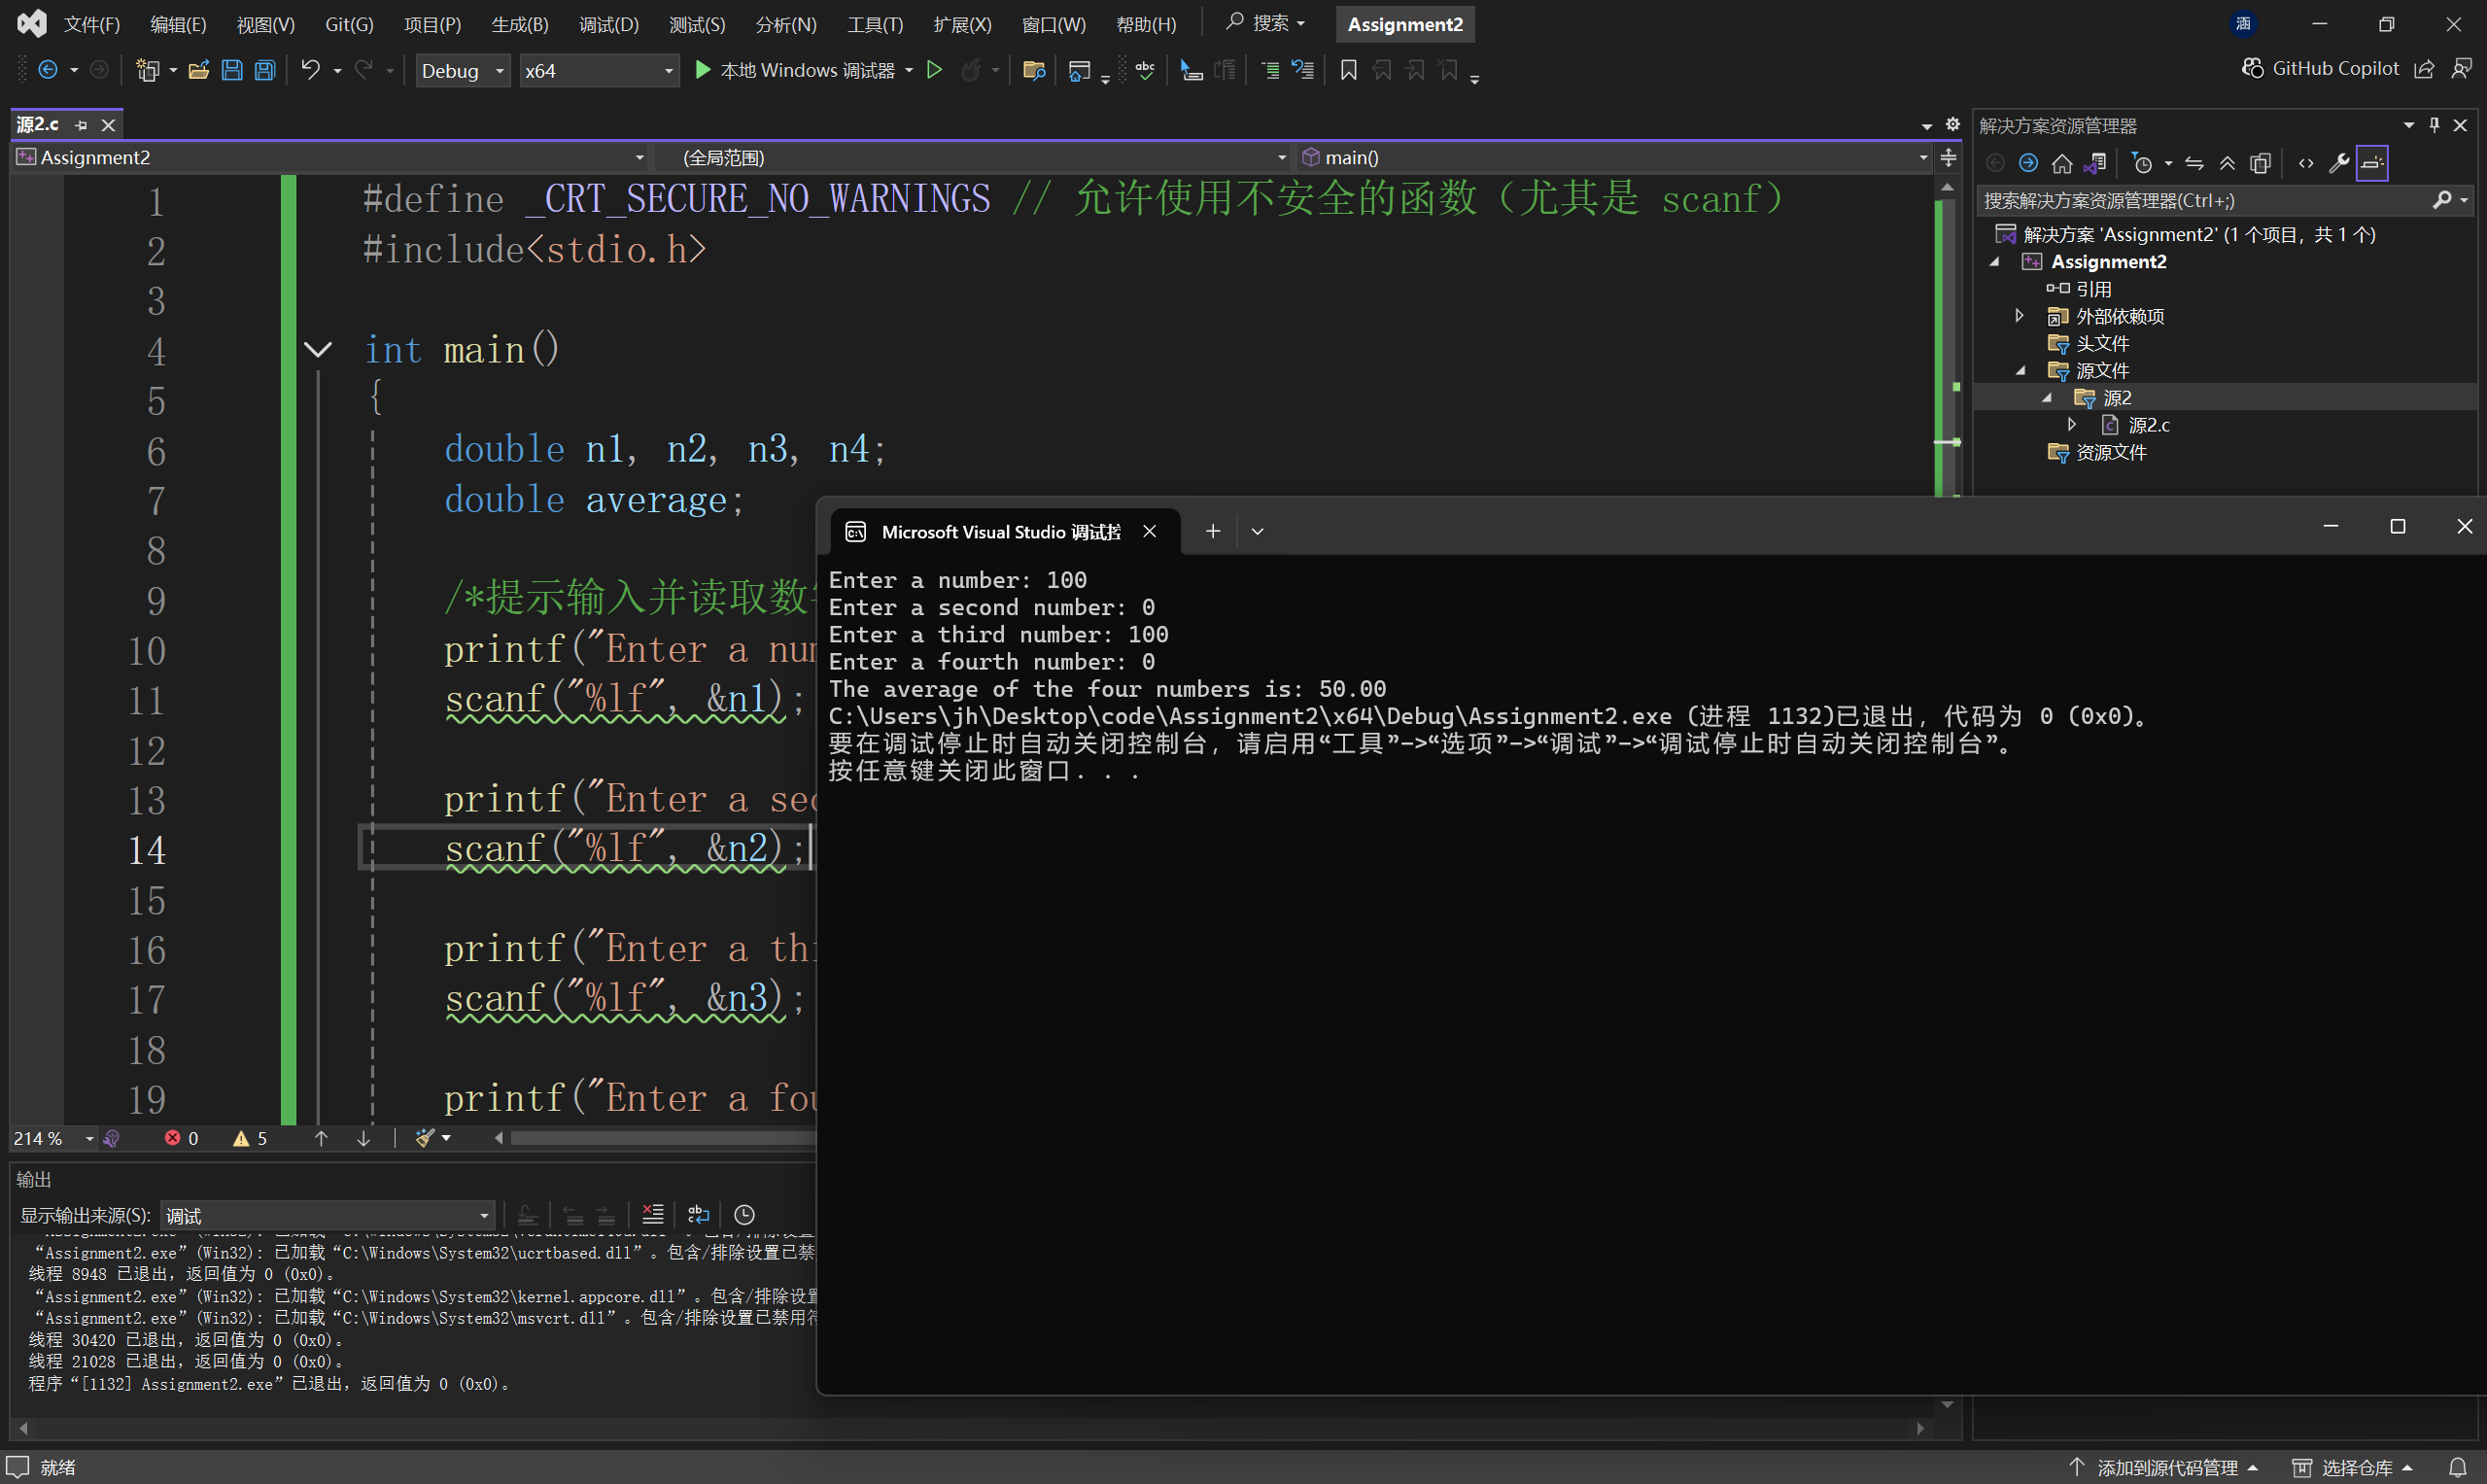 文件(F) 编辑(E) 视图(V) Git(G) 项目(P) 生成(B) 调试(D) 测试(S) 分析(N) 工具(T) 扩展(X) 窗口(W) 帮助(H) 搜索 Assignment2 涵
Debug x64 本地 Windows 调试器 GitHub Copilot
源2.c
Assignment2 (全局范围) main()
1 #define _CRT_SECURE_NO_WARNINGS // 允许使用不安全的函数（尤其是 scanf）
2 #include<stdio.h>
3
4 int main()
5 {
6 double n1, n2, n3, n4;
7 double average;
8
9 /*提示输入并读取数
10 printf("Enter a num
11 scanf("%lf", &n1);
12
13 printf("Enter a sec
14 scanf("%lf", &n2);
15
16 printf("Enter a thi
17 scanf("%lf", &n3);
18
19 printf("Enter a fou
214 % 0 5
解决方案资源管理器
搜索解决方案资源管理器(Ctrl+;)
解决方案 'Assignment2' (1 个项目，共 1 个)
Assignment2
引用
外部依赖项
头文件
源文件
源2
源2.c
资源文件
Microsoft Visual Studio 调试控
Enter a number: 100
Enter a second number: 0
Enter a third number: 100
Enter a fourth number: 0
The average of the four numbers is: 50.00
C:\Users\jh\Desktop\code\Assignment2\x64\Debug\Assignment2.exe (进程 1132)已退出，代码为 0 (0x0)。
要在调试停止时自动关闭控制台，请启用“工具”->“选项”->“调试”->“调试停止时自动关闭控制台”。
按任意键关闭此窗口. . .
输出
显示输出来源(S): 调试
“Assignment2.exe”(Win32): 已加载“C:\Windows\System32\ucrtbased.dll”。包含/排除设置已禁
线程 8948 已退出，返回值为 0 (0x0)。
“Assignment2.exe”(Win32): 已加载“C:\Windows\System32\kernel.appcore.dll”。包含/排除设置
“Assignment2.exe”(Win32): 已加载“C:\Windows\System32\msvcrt.dll”。包含/排除设置已禁用符
线程 30420 已退出，返回值为 0 (0x0)。
线程 21028 已退出，返回值为 0 (0x0)。
程序“[1132] Assignment2.exe”已退出，返回值为 0 (0x0)。
就绪 添加到源代码管理 选择仓库